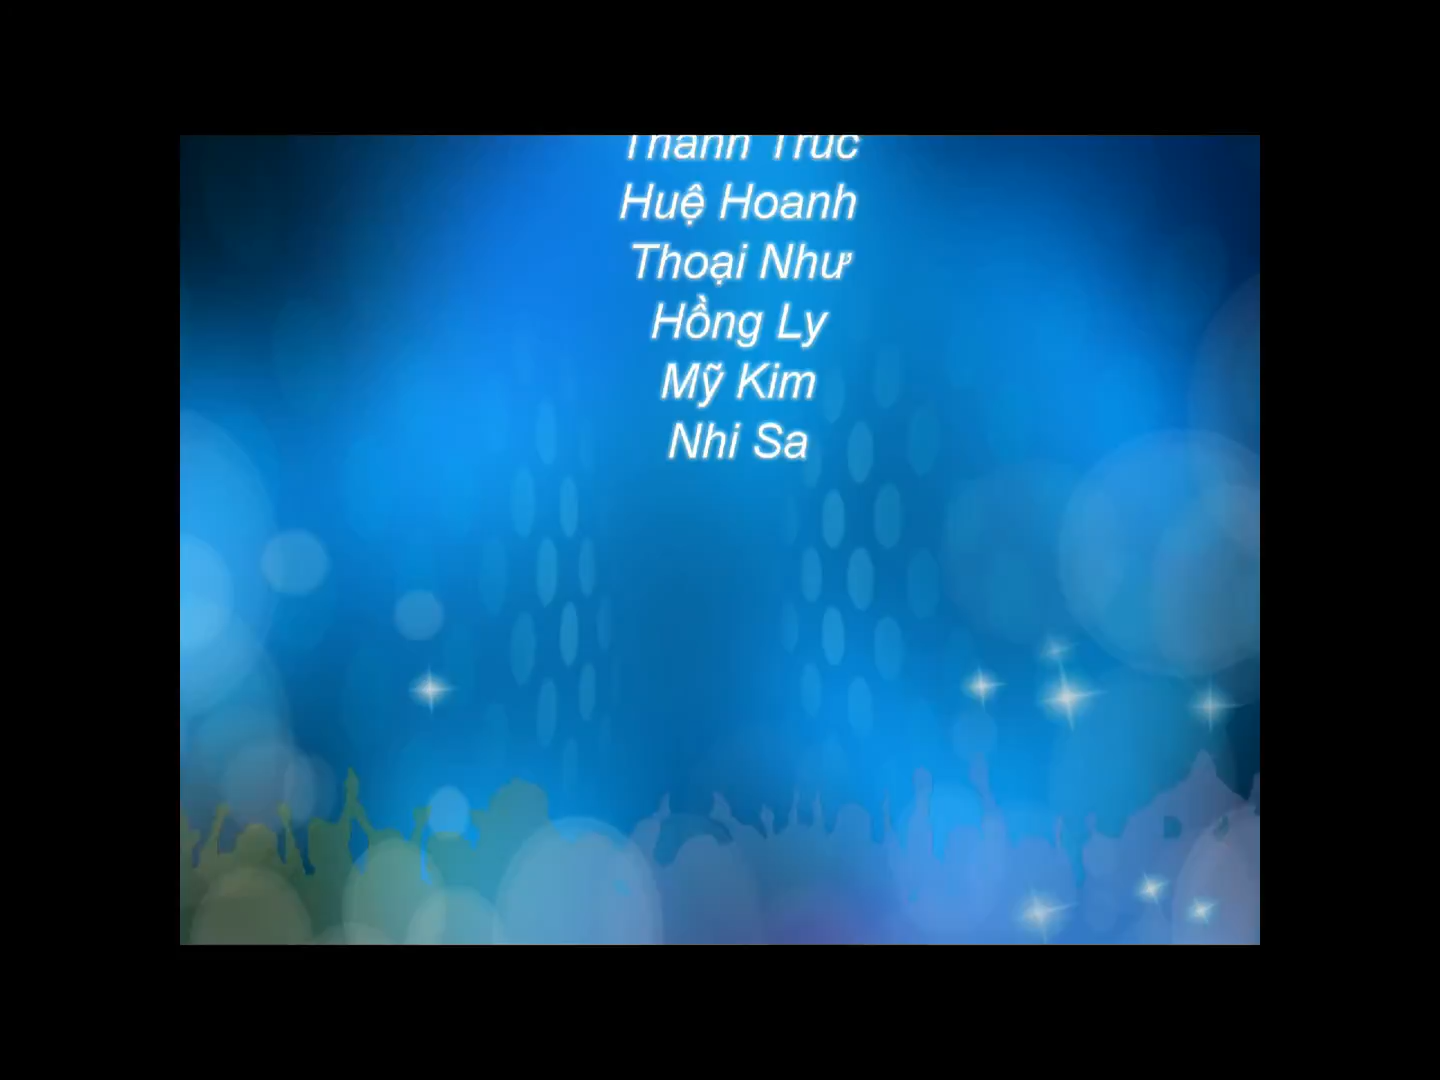 Huệ Hoanh
Thoại Như
Hồng Ly
Mỹ Kim
Nhi Sa